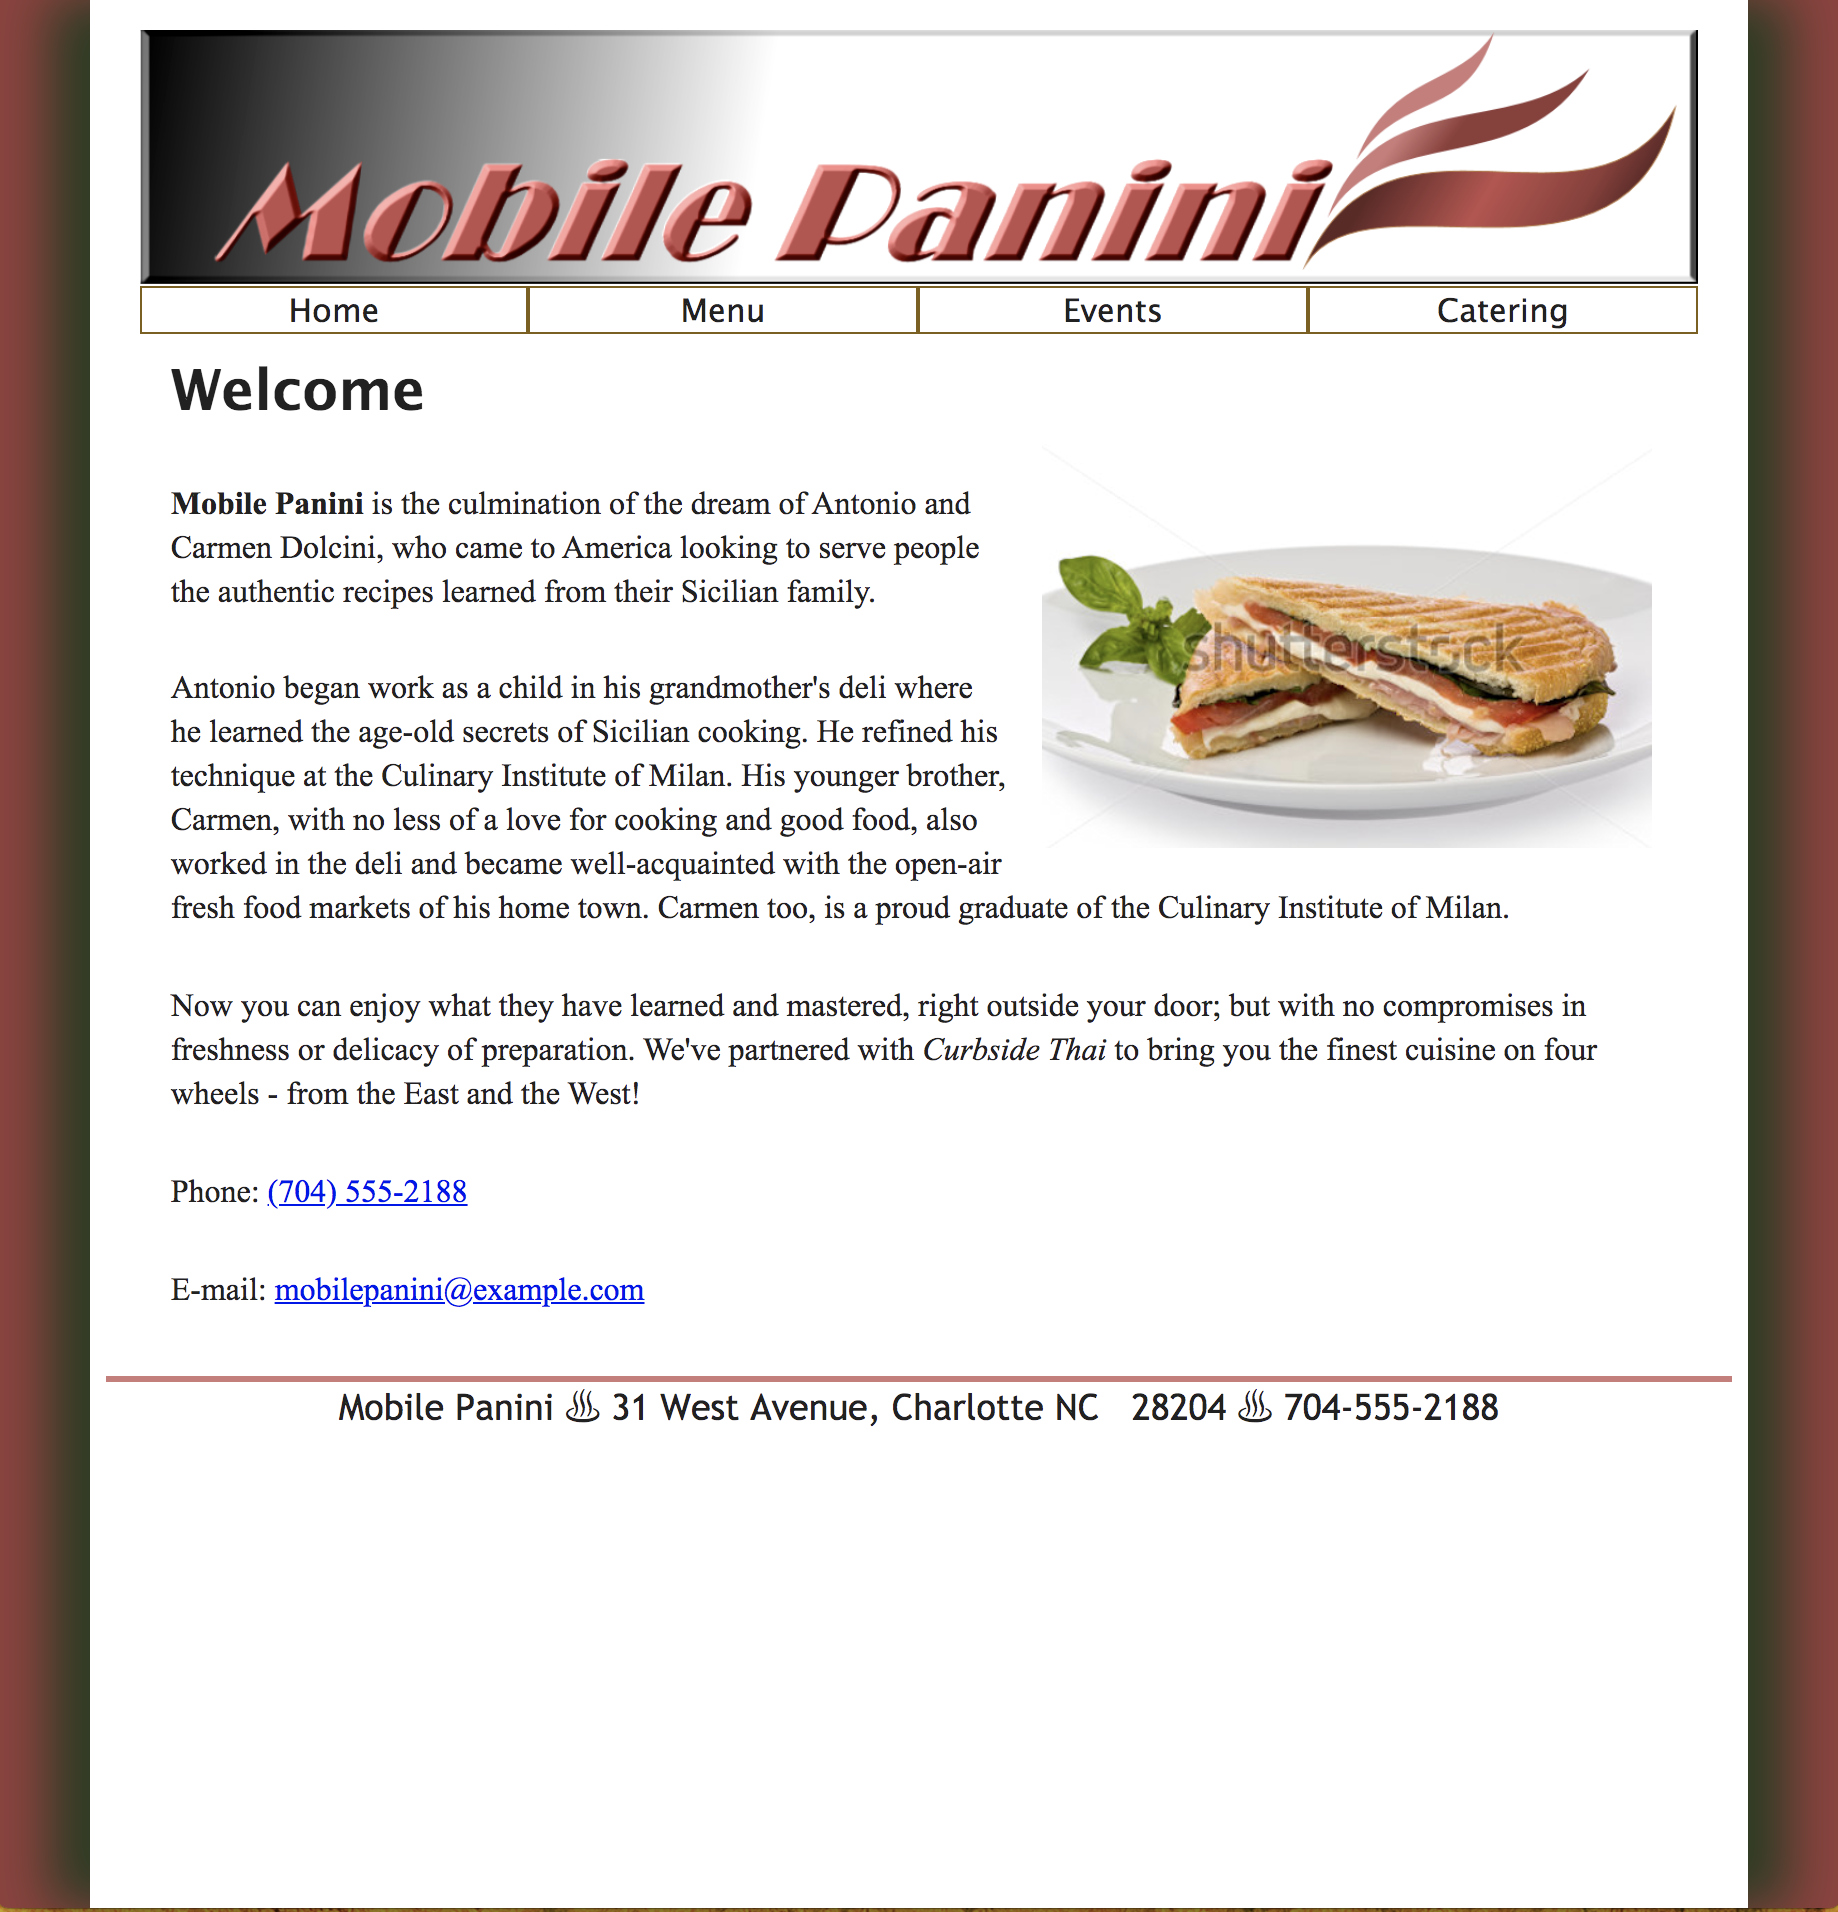 Mobile Panini
Home Menu Events Catering
Welcome
Mobile Panini is the culmination of the dream of Antonio and
Carmen Dolcini, who came to America looking to serve people
the authentic recipes learned from their Sicilian family.
shutterstock
Antonio began work as a child in his grandmother's deli where
he learned the age-old secrets of Sicilian cooking. He refined his
technique at the Culinary Institute of Milan. His younger brother,
Carmen, with no less of a love for cooking and good food, also
worked in the deli and became well-acquainted with the open-air
fresh food markets of his home town. Carmen too, is a proud graduate of the Culinary Institute of Milan.
Now you can enjoy what they have learned and mastered, right outside your door; but with no compromises in
freshness or delicacy of preparation. We've partnered with Curbside Thai to bring you the finest cuisine on four
wheels - from the East and the West!
Phone: (704) 555-2188
E-mail: mobilepanini@example.com
Mobile Panini ♨ 31 West Avenue, Charlotte NC 28204 ♨ 704-555-2188